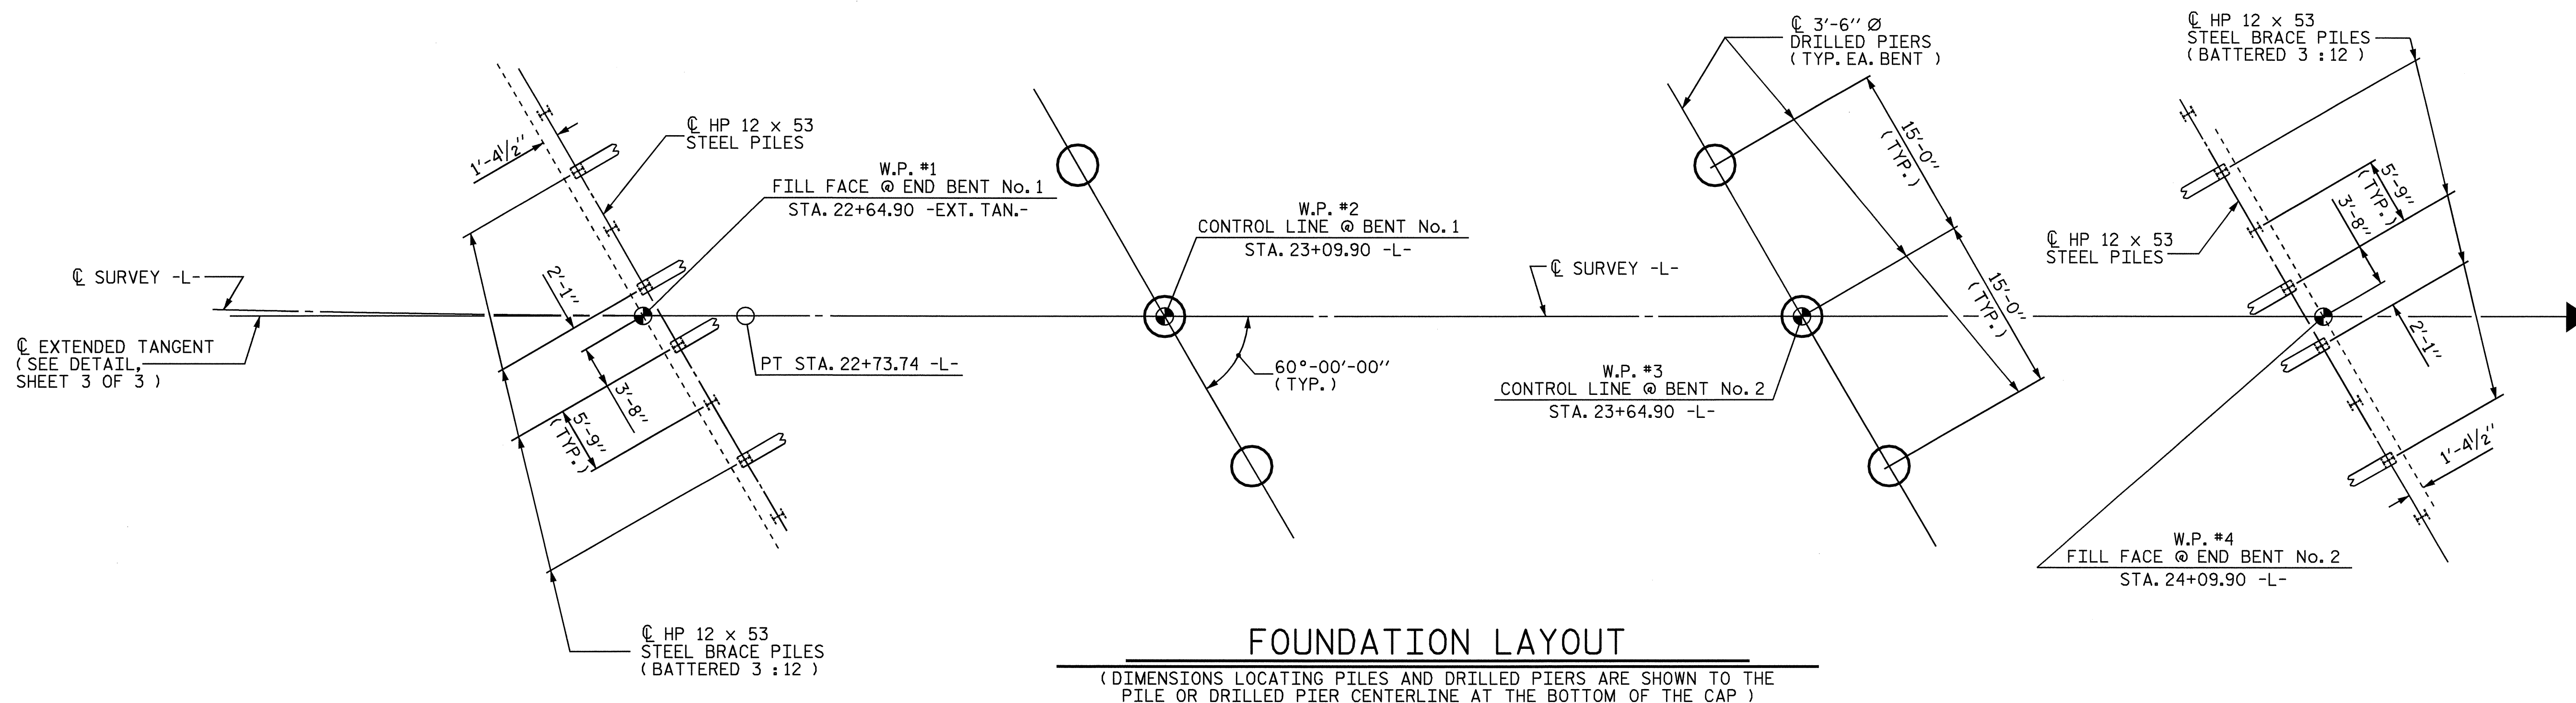 ℄ SURVEY -L-
℄ EXTENDED TANGENT
( SEE DETAIL,
SHEET 3 OF 3 )
1'-4½"
℄ HP 12 x 53
STEEL PILES
W.P. #1
FILL FACE @ END BENT No. 1
STA. 22+64.90 -EXT. TAN.-
2'-1"
3'-8"
5'-9"
( TYP. )
PT STA. 22+73.74 -L-
℄ HP 12 x 53
STEEL BRACE PILES
( BATTERED 3 : 12 )
W.P. #2
CONTROL LINE @ BENT No. 1
STA. 23+09.90 -L-
60°-00'-00"
( TYP. )
℄ SURVEY -L-
℄ 3'-6" Ø
DRILLED PIERS
( TYP. EA. BENT )
15'-0"
( TYP. )
15'-0"
( TYP. )
W.P. #3
CONTROL LINE @ BENT No. 2
STA. 23+64.90 -L-
℄ HP 12 x 53
STEEL BRACE PILES
( BATTERED 3 : 12 )
5'-9"
( TYP. )
3'-8"
℄ HP 12 x 53
STEEL PILES
2'-1"
1'-4½"
W.P. #4
FILL FACE @ END BENT No. 2
STA. 24+09.90 -L-
FOUNDATION LAYOUT
( DIMENSIONS LOCATING PILES AND DRILLED PIERS ARE SHOWN TO THE
PILE OR DRILLED PIER CENTERLINE AT THE BOTTOM OF THE CAP )